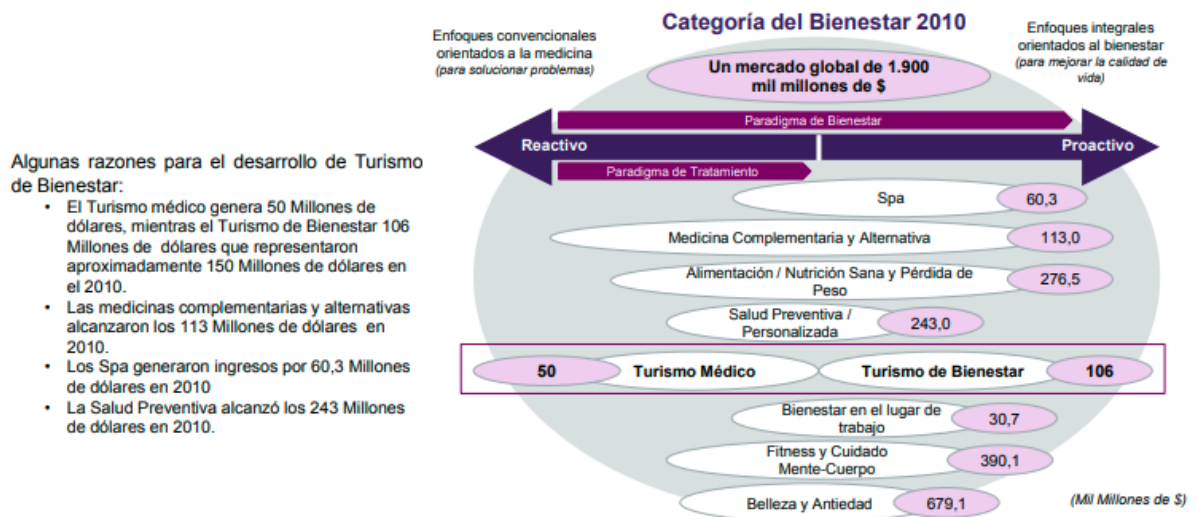 Algunas razones para el desarrollo de Turismo
de Bienestar:
• El Turismo médico genera 50 Millones de
dólares, mientras el Turismo de Bienestar 106
Millones de dólares que representaron
aproximadamente 150 Millones de dólares en
el 2010.
• Las medicinas complementarias y alternativas
alcanzaron los 113 Millones de dólares en
2010.
• Los Spa generaron ingresos por 60,3 Millones
de dólares en 2010
• La Salud Preventiva alcanzó los 243 Millones
de dólares en 2010.
Categoría del Bienestar 2010
Enfoques convencionales
orientados a la medicina
(para solucionar problemas)
Un mercado global de 1.900
mil millones de $
Enfoques integrales
orientados al bienestar
(para mejorar la calidad de
vida)
Paradigma de Bienestar
Reactivo
Proactivo
Paradigma de Tratamiento
Spa
60,3
Medicina Complementaria y Alternativa
113,0
Alimentación / Nutrición Sana y Pérdida de
Peso
276,5
Salud Preventiva /
Personalizada
243,0
50
Turismo Médico
Turismo de Bienestar
106
Bienestar en el lugar de
trabajo
30,7
Fitness y Cuidado
Mente-Cuerpo
390,1
Belleza y Antiedad
679,1
(Mil Millones de $)